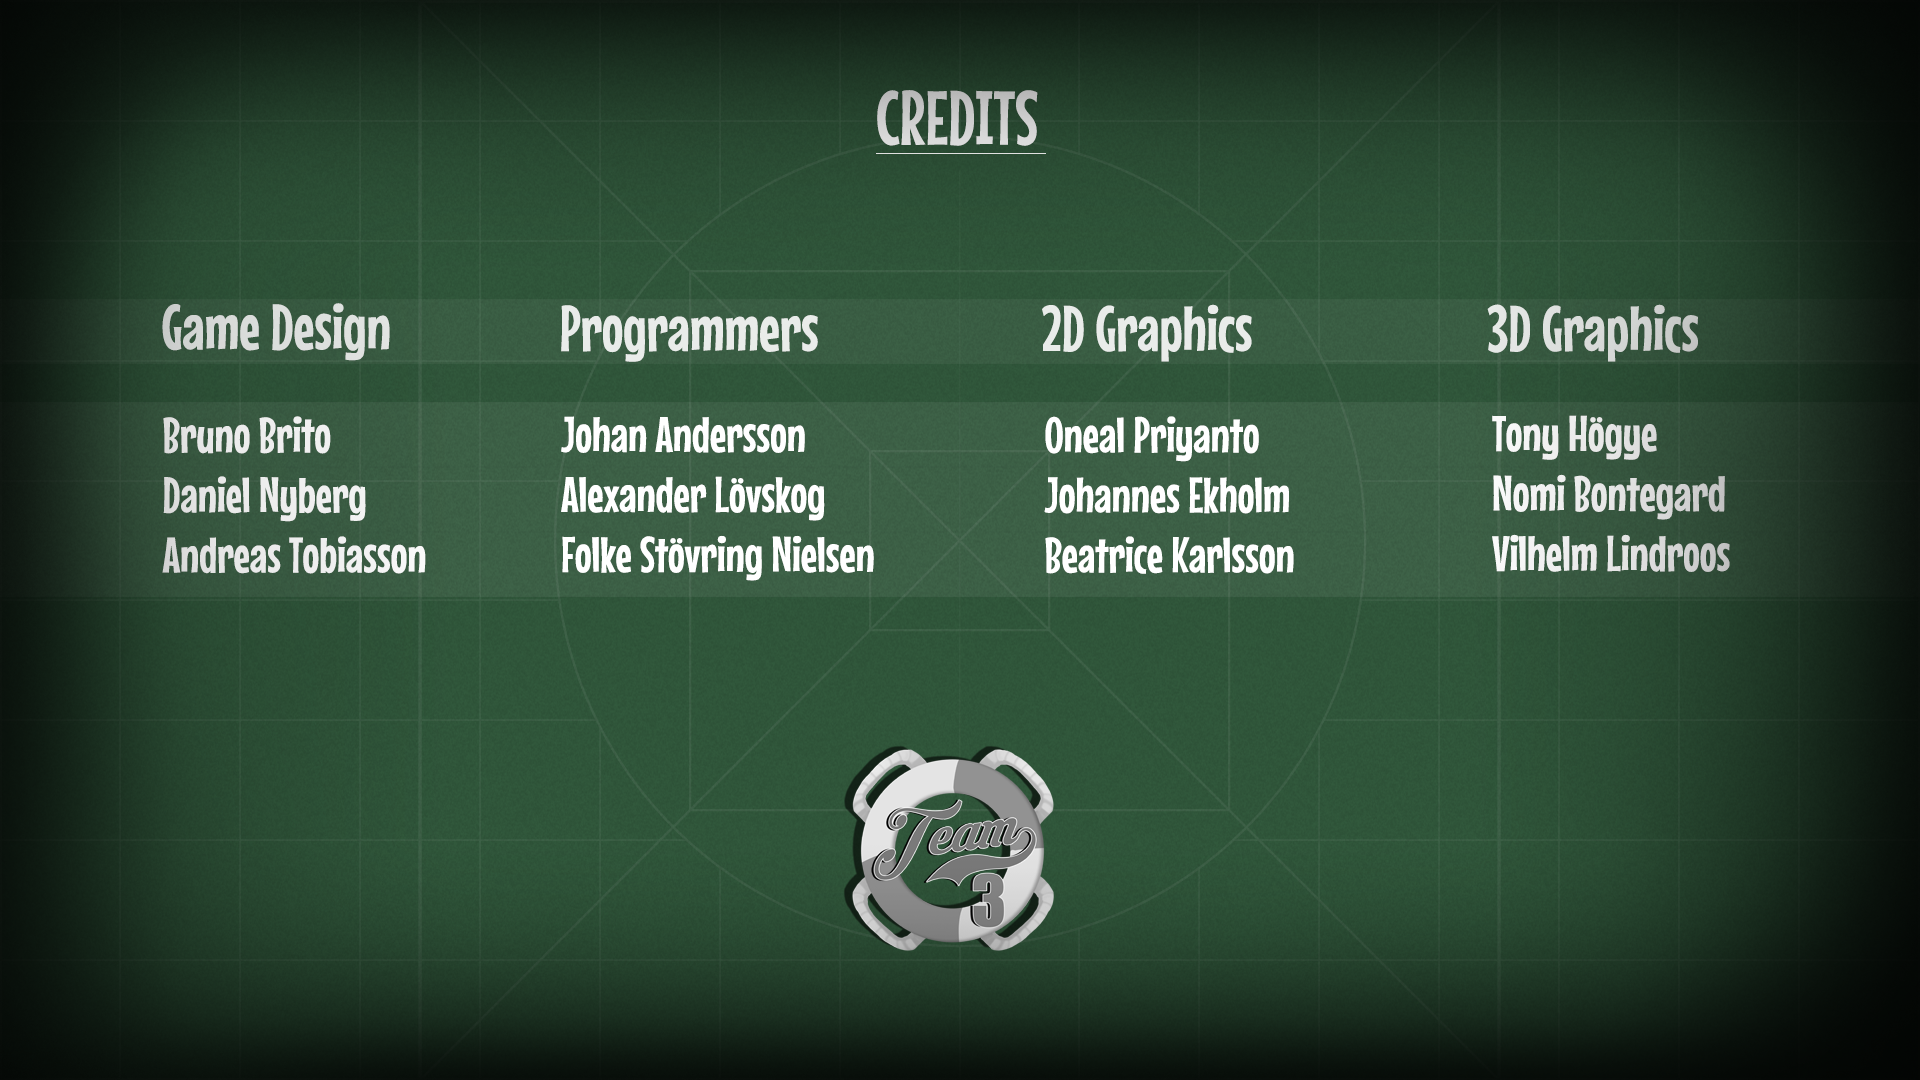 CREDITS
Game Design
Bruno Brito
Daniel Nyberg
Andreas Tobiasson
Programmers
Johan Andersson
Alexander Lövskog
Folke Stövring Nielsen
2D Graphics
Oneal Priyanto
Johannes Ekholm
Beatrice Karlsson
3D Graphics
Tony Högye
Nomi Bontegard
Vilhelm Lindroos
Team
3